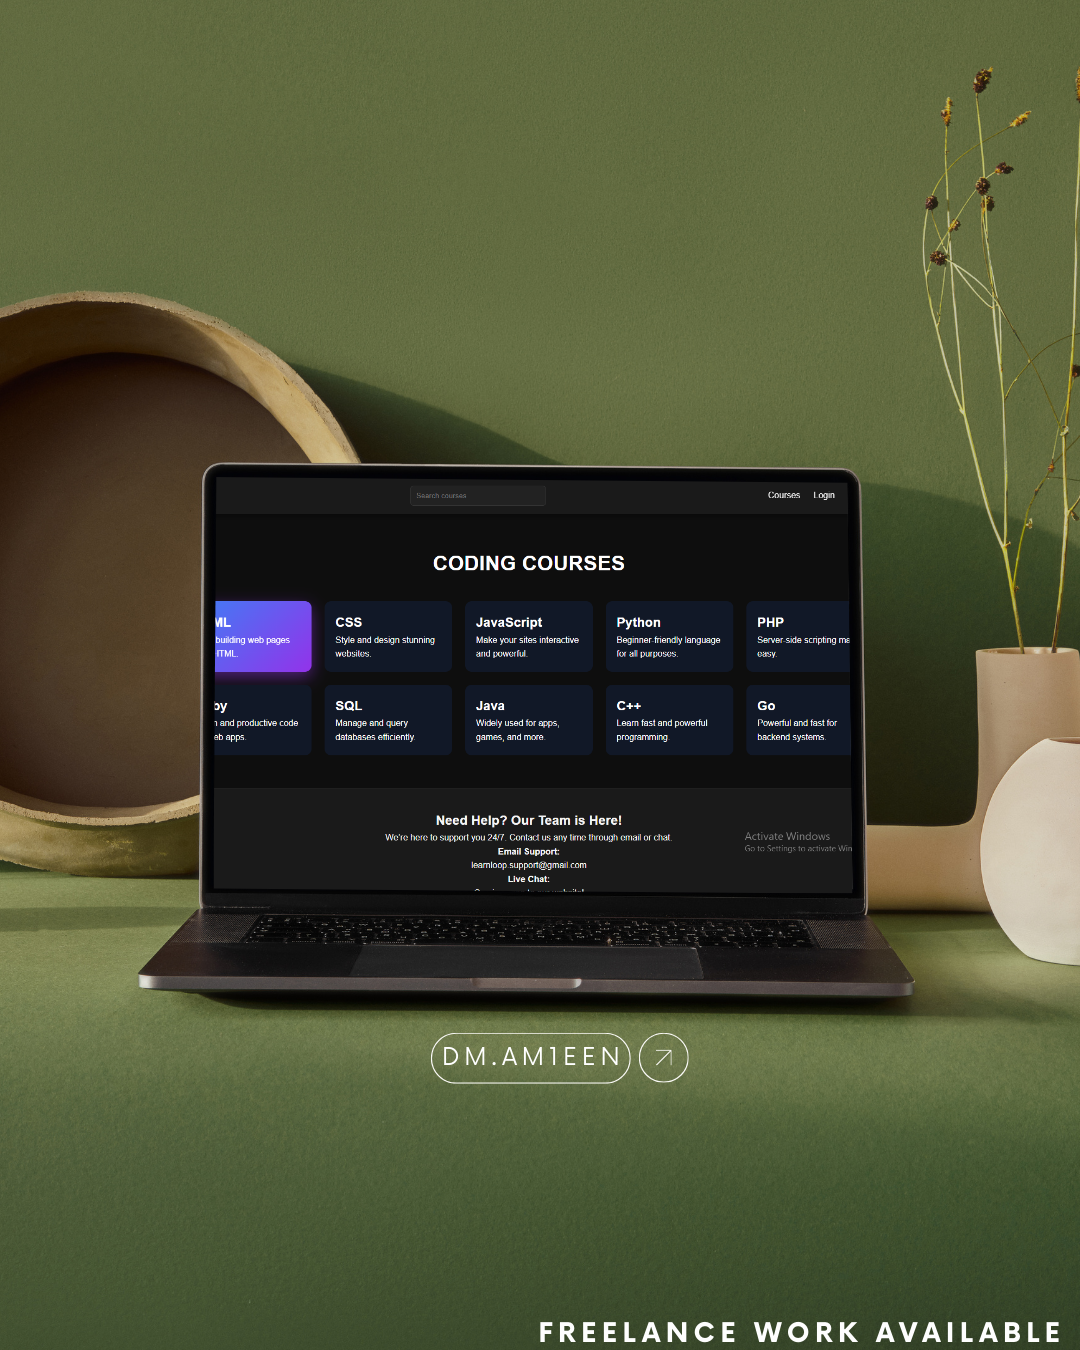 Search courses
Courses Login
CODING COURSES
ML CSS JavaScript Python PHP
building web pages Style and design stunning Make your sites interactive Beginner-friendly language Server-side scripting ma
HTML. websites. and powerful. for all purposes. easy.
by SQL Java C++ Go
n and productive code Manage and query Widely used for apps, Learn fast and powerful Powerful and fast for
eb apps. databases efficiently. games, and more. programming. backend systems.
Need Help? Our Team is Here!
We're here to support you 24/7. Contact us any time through email or chat.
Email Support:
learnloop.support@gmail.com
Live Chat:
Activate Windows
Go to Settings to activate Win
DM.AM1EEN
FREELANCE WORK AVAILABLE